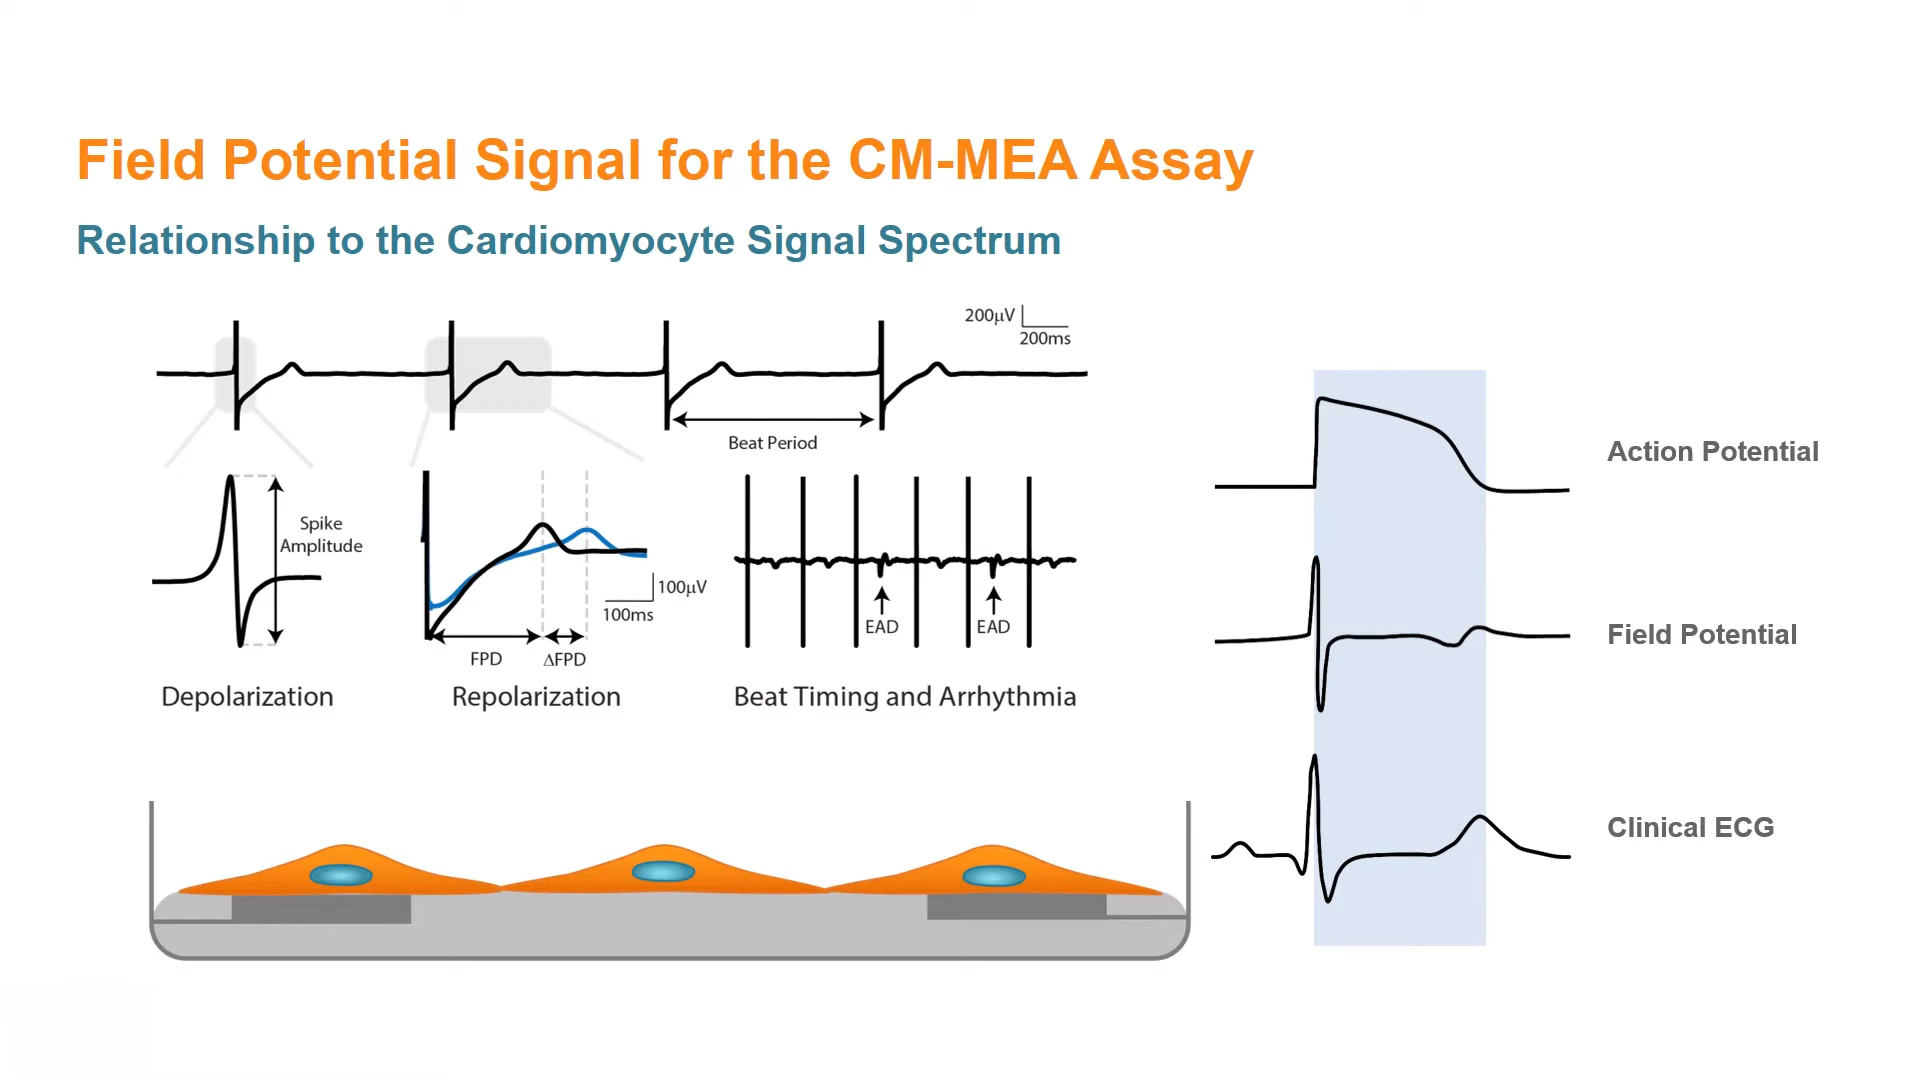 Field Potential Signal for the CM-MEA Assay
Relationship to the Cardiomyocyte Signal Spectrum
200μV
200ms
Beat Period
Spike
Amplitude
100μV
100ms
FPD
ΔFPD
EAD
EAD
Depolarization
Repolarization
Beat Timing and Arrhythmia
Action Potential
Field Potential
Clinical ECG